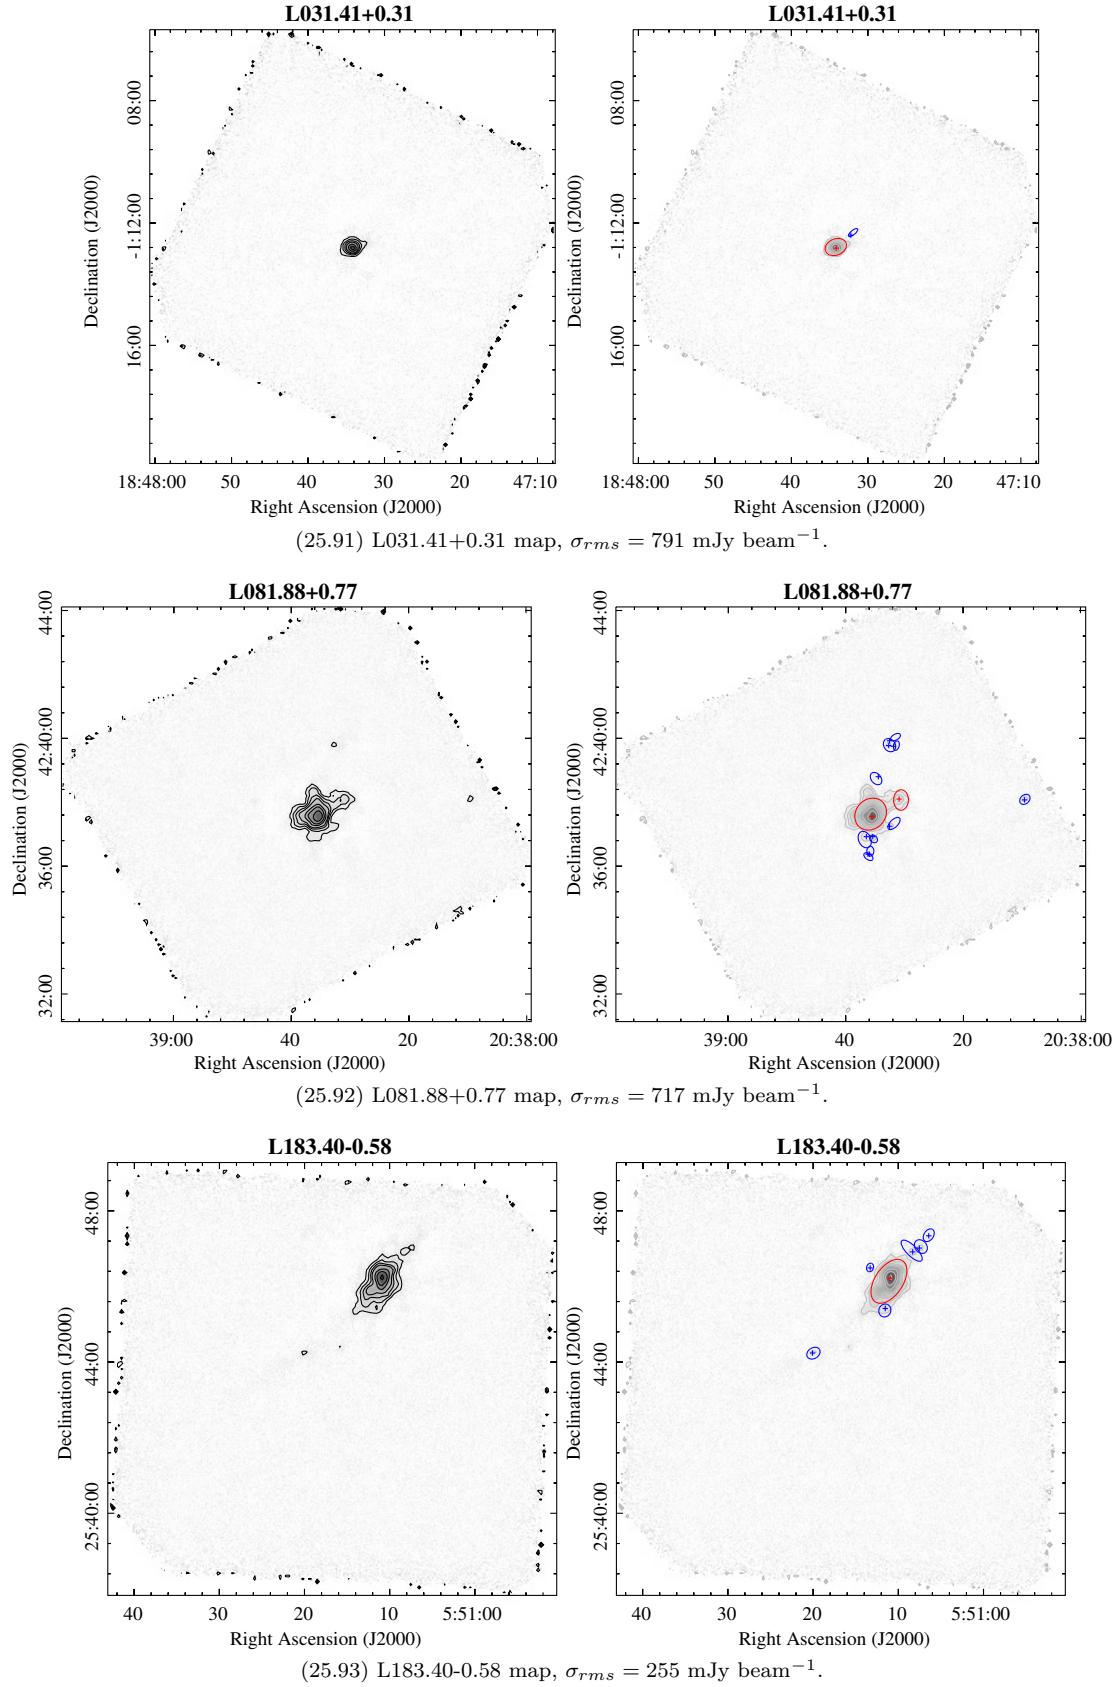 L031.41+0.31 L031.41+0.31
08:00 08:00
-1:12:00 -1:12:00
16:00 16:00
Declination (J2000) Declination (J2000)
18:48:00 50 40 30 20 47:10 18:48:00 50 40 30 20 47:10
Right Ascension (J2000) Right Ascension (J2000)
(25.91) L031.41+0.31 map, σrms = 791 mJy beam−1.
L081.88+0.77 L081.88+0.77
44:00 44:00
42:40:00 42:40:00
36:00 36:00
32:00 32:00
Declination (J2000) Declination (J2000)
39:00 40 20 20:38:00 39:00 40 20 20:38:00
Right Ascension (J2000) Right Ascension (J2000)
(25.92) L081.88+0.77 map, σrms = 717 mJy beam−1.
L183.40-0.58 L183.40-0.58
48:00 48:00
44:00 44:00
25:40:00 25:40:00
Declination (J2000) Declination (J2000)
40 30 20 10 5:51:00 40 30 20 10 5:51:00
Right Ascension (J2000) Right Ascension (J2000)
(25.93) L183.40-0.58 map, σrms = 255 mJy beam−1.